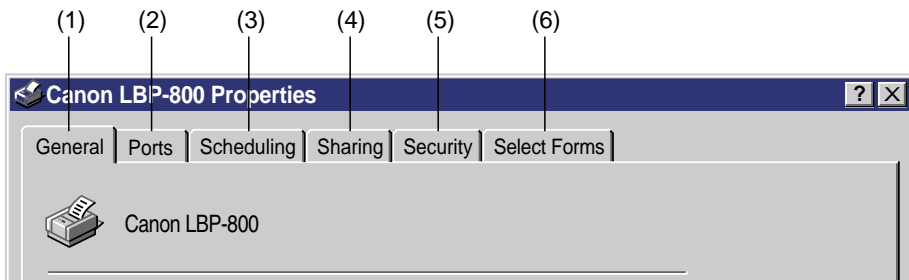 (1) (2) (3) (4) (5) (6)
Canon LBP-800 Properties ? X
General Ports Scheduling Sharing Security Select Forms
Canon LBP-800